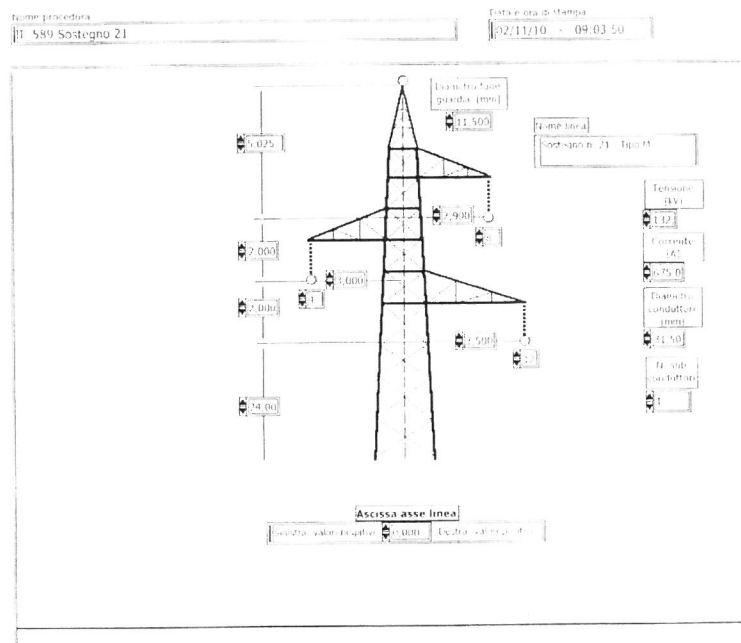 Nome procedura
Data e ora di stampa
589 Sostegno 21
02/11/10 - 09:03:50
Diametro fune
guardia (mm)
11,500
5,025
Nome linea
Sostegno n. 21 Tipo M
Tensione
(kV)
132
2,900
2,000
Corrente
(A)
675.0
3,000
4
Diametro
conduttori
(mm)
31,50
2,000
3,500
12
N. sub
conduttori
1
24,00
Ascissa asse linea
Sinistra: valori negativi
0,000
Destra: valori positivi